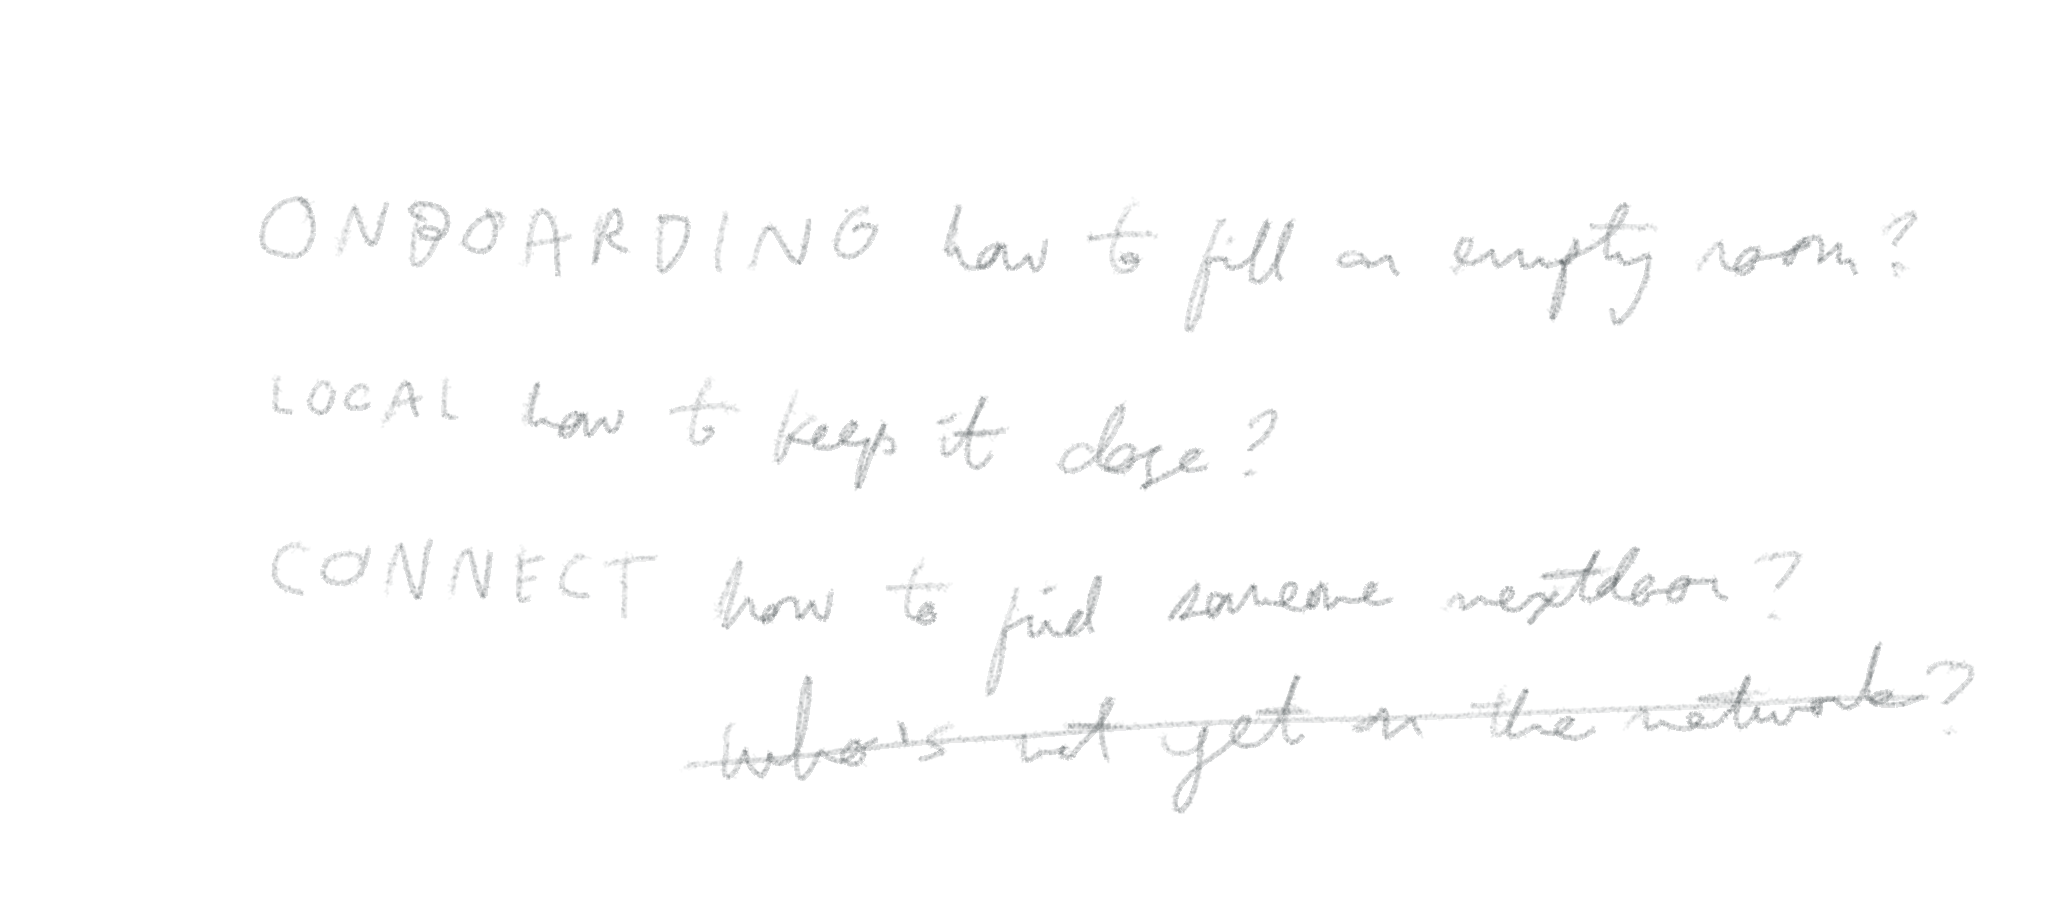 ONBOARDING how to fill an empty room?
LOCAL how to keep it close?
CONNECT how to find someone nextdoor?
who's not yet on the network?